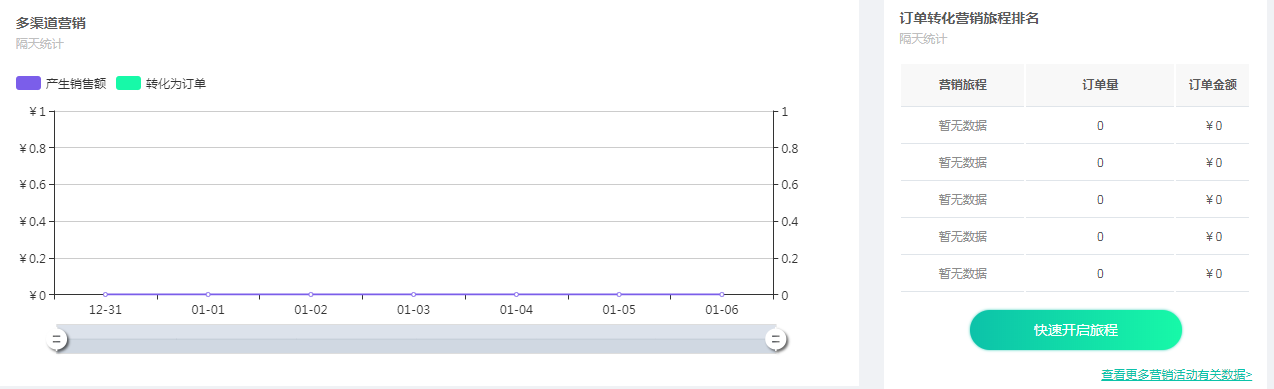 多渠道营销
隔天统计
产生销售额 转化为订单
¥ 1 1
¥ 0.8 0.8
¥ 0.6 0.6
¥ 0.4 0.4
¥ 0.2 0.2
¥ 0 0
12-31 01-01 01-02 01-03 01-04 01-05 01-06
订单转化营销旅程排名
隔天统计
营销旅程 订单量 订单金额
暂无数据 0 ¥ 0
暂无数据 0 ¥ 0
暂无数据 0 ¥ 0
暂无数据 0 ¥ 0
暂无数据 0 ¥ 0
快速开启旅程
查看更多营销活动有关数据>